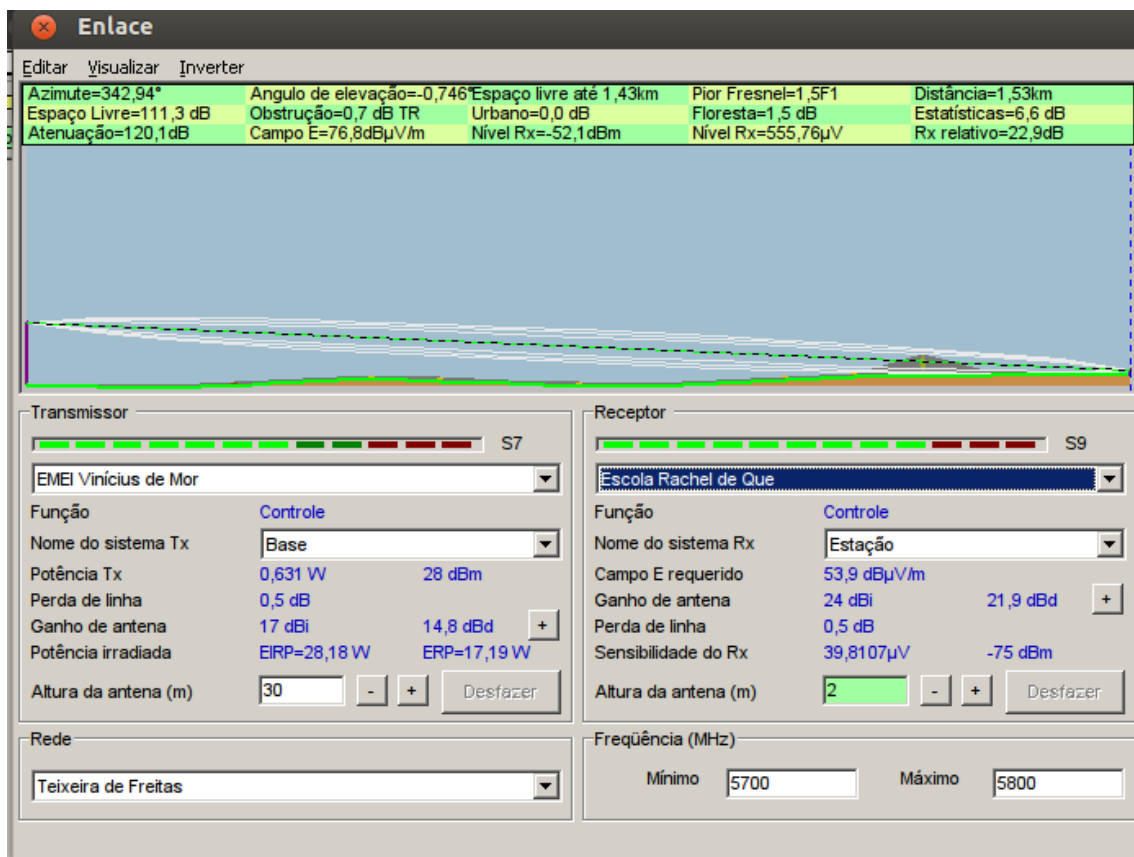 Enlace
Editar Visualizar Inverter
Azimute=342,94° Angulo de elevação=-0,746° Espaço livre até 1,43km Pior Fresnel=1,5F1 Distância=1,53km
Espaço Livre=111,3 dB Obstrução=0,7 dB TR Urbano=0,0 dB Floresta=1,5 dB Estatísticas=6,6 dB
Atenuação=120,1dB Campo E=76,8dBµV/m Nível Rx=-52,1dBm Nível Rx=555,76µV Rx relativo=22,9dB
Transmissor
S7
EMEI Vinícius de Mor
Função Controle
Nome do sistema Tx Base
Potência Tx 0,631 W 28 dBm
Perda de linha 0,5 dB
Ganho de antena 17 dBi 14,8 dBd +
Potência irradiada EIRP=28,18 W ERP=17,19 W
Altura da antena (m) 30 - + Desfazer
Rede
Teixeira de Freitas
Receptor
S9
Escola Rachel de Que
Função Controle
Nome do sistema Rx Estação
Campo E requerido 53,9 dBµV/m
Ganho de antena 24 dBi 21,9 dBd +
Perda de linha 0,5 dB
Sensibilidade do Rx 39,8107µV -75 dBm
Altura da antena (m) 2 - + Desfazer
Freqüência (MHz)
Mínimo 5700 Máximo 5800